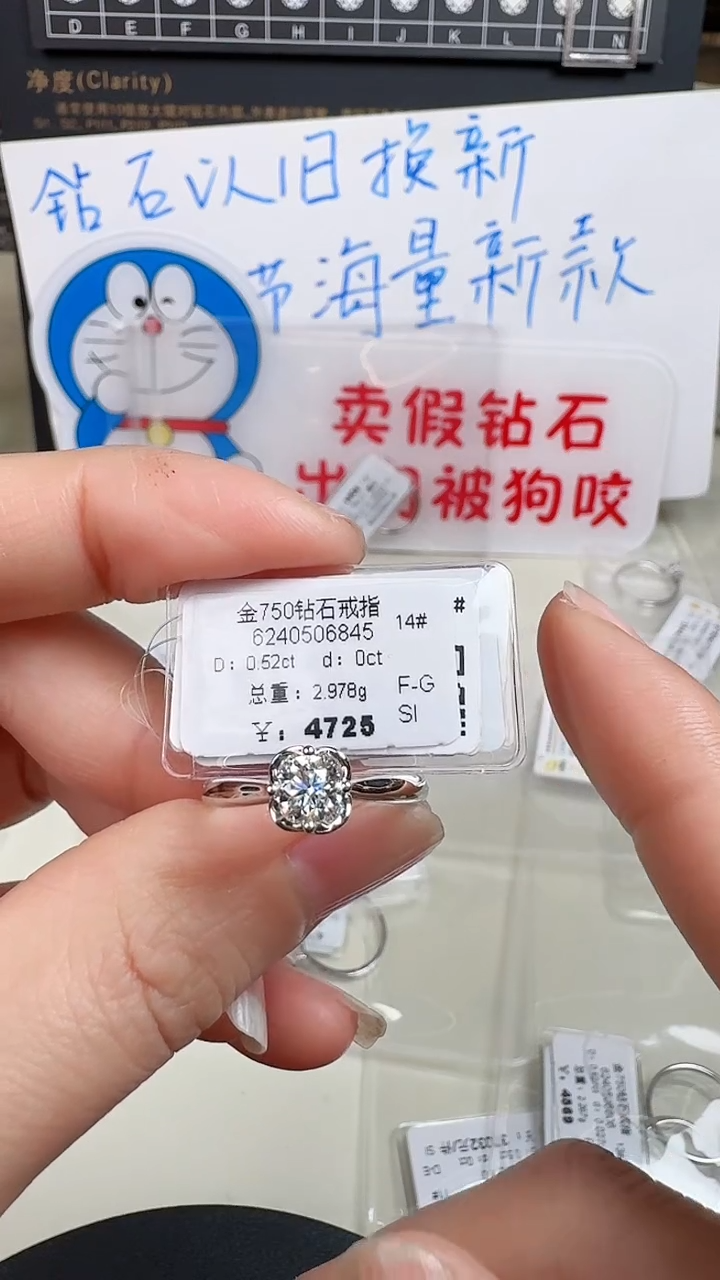 D E F G H I J K L M N
净度(Clarity)
钻石以旧换新
节海量新款
卖假钻石
出门被狗咬
金750钻石戒指
6240506845
14#
#
D: 0.52ct d: 0ct
总重: 2.978g
F-G
SI
¥: 4725